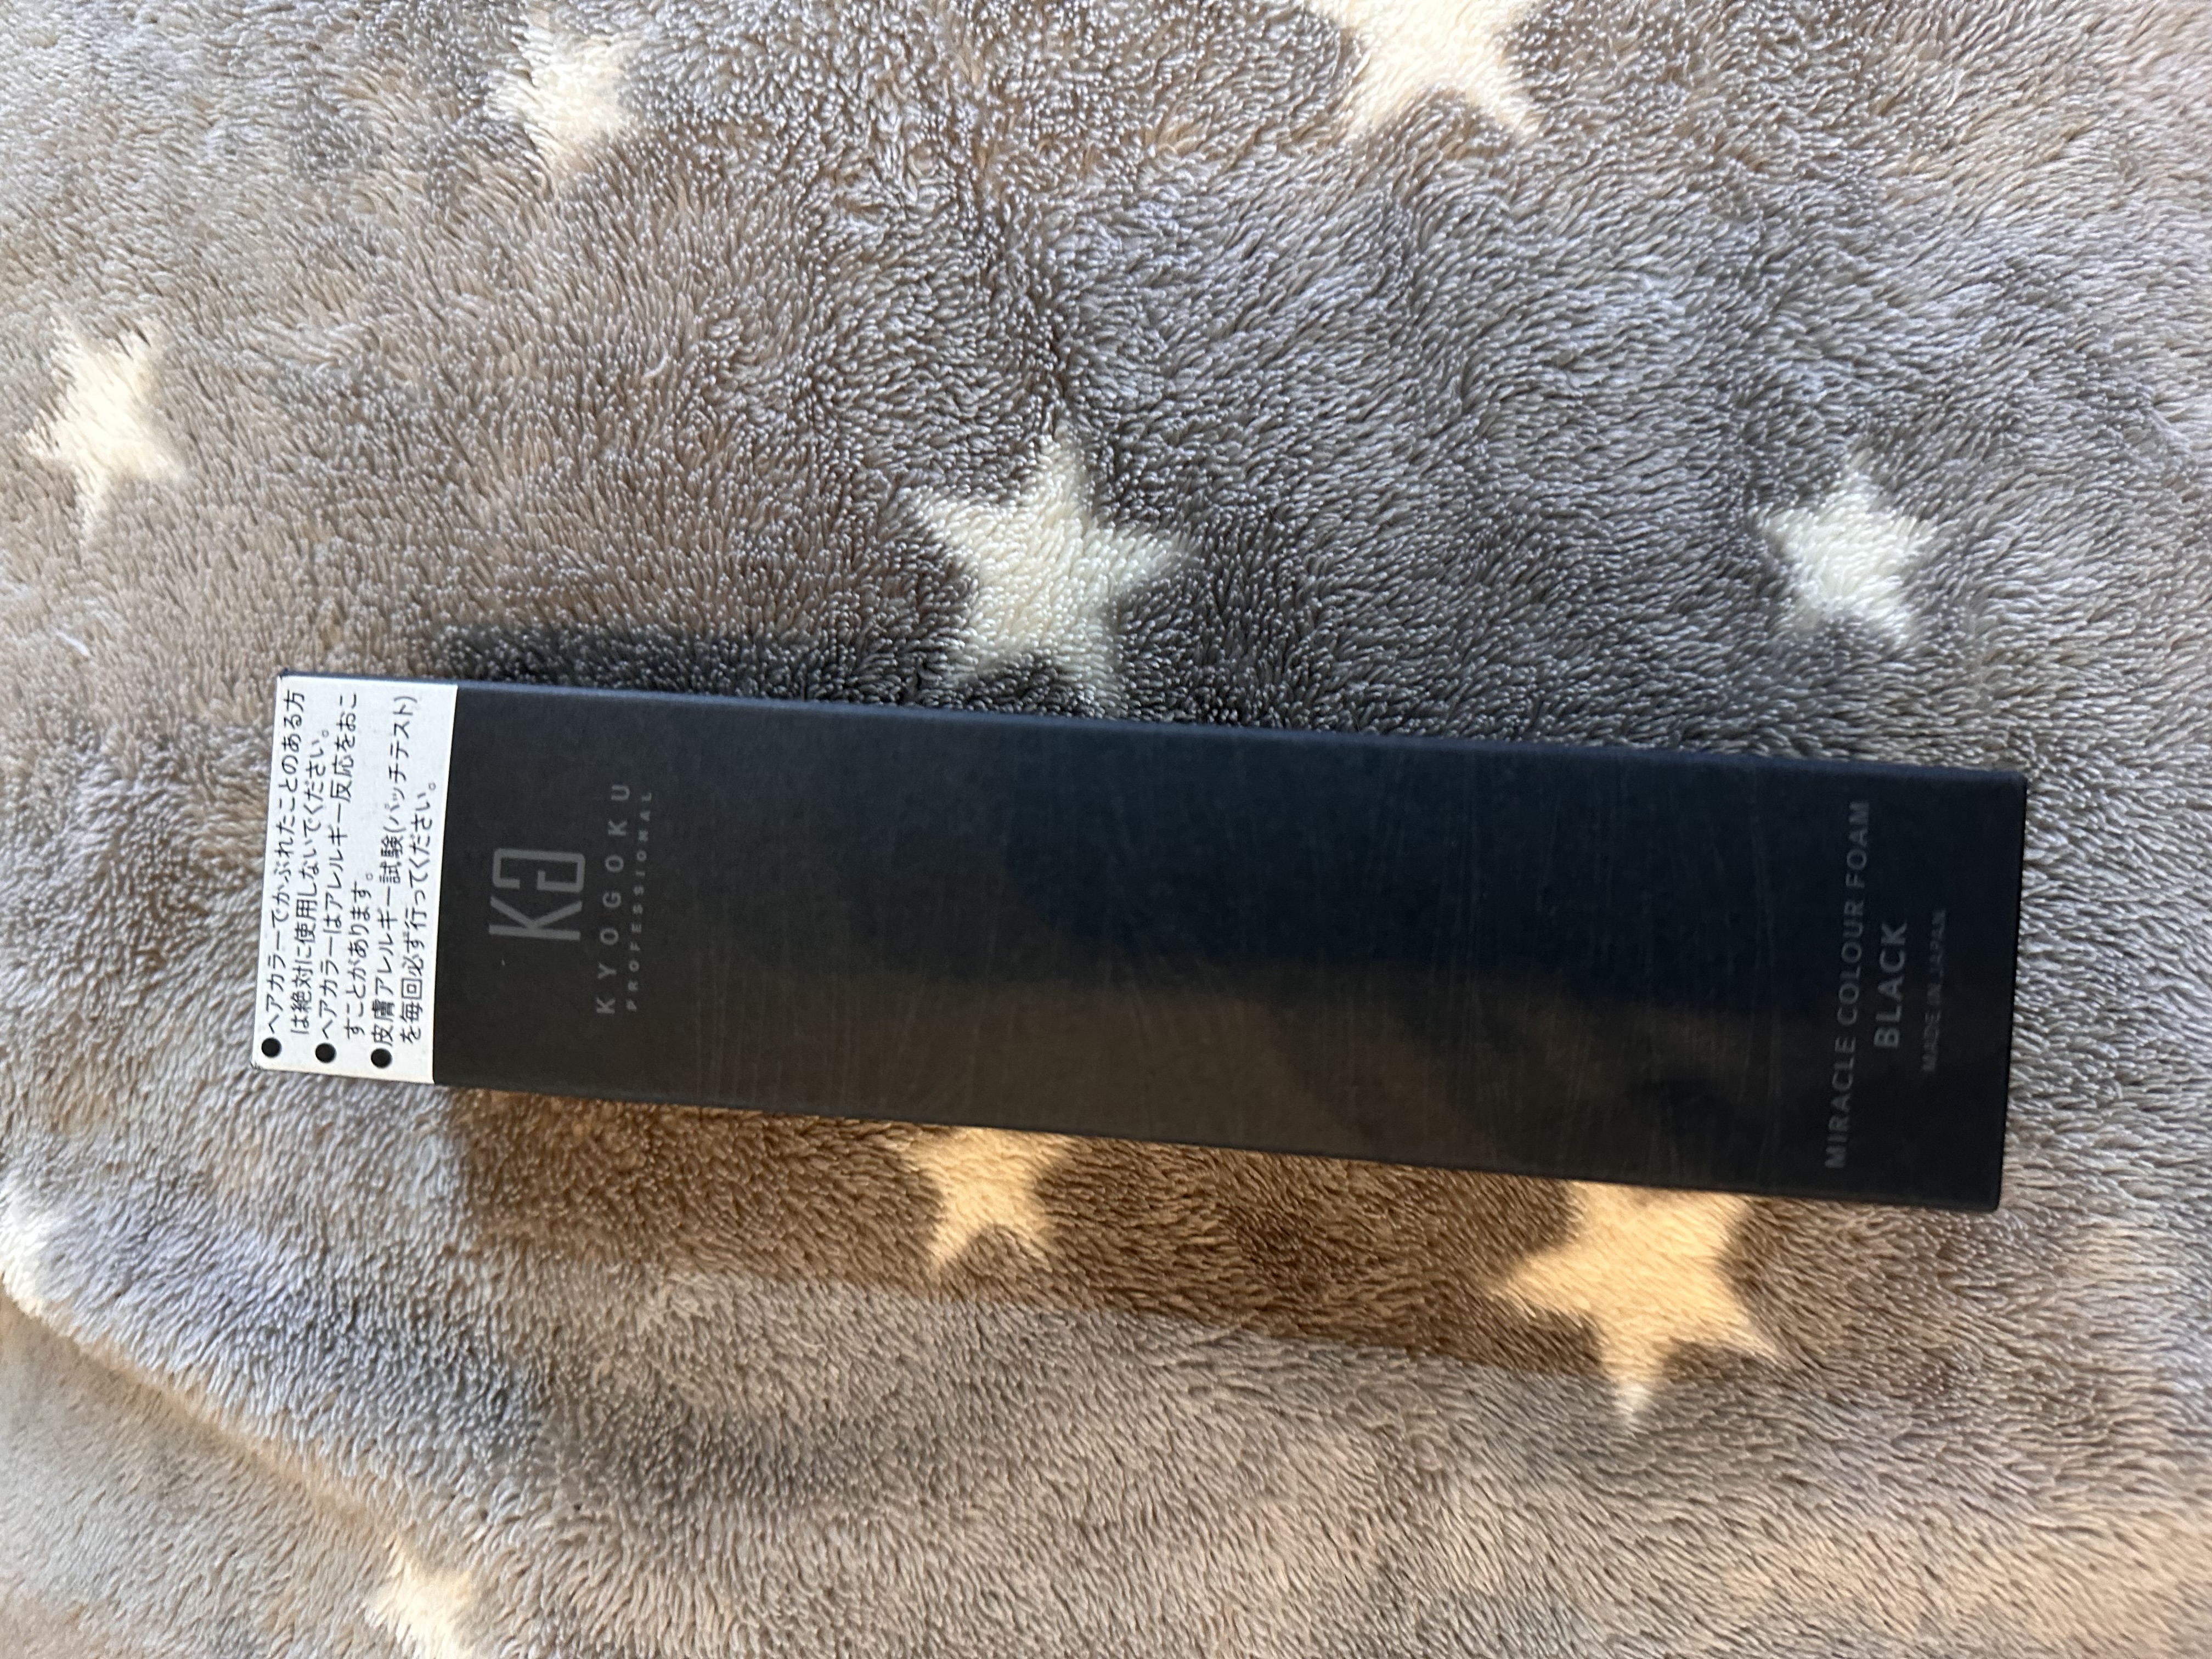 ●ヘアカラーでかぶれたことのある方
は絶対に使用しないでください。
●ヘアカラーはアレルギー反応をおこ
すことがあります。
●皮膚アレルギー試験(パッチテスト)
を毎回必ず行ってください。
KG
KYOGOKU
PROFESSIONAL
MIRACLE COLOUR FOAM
BLACK
MADE IN JAPAN